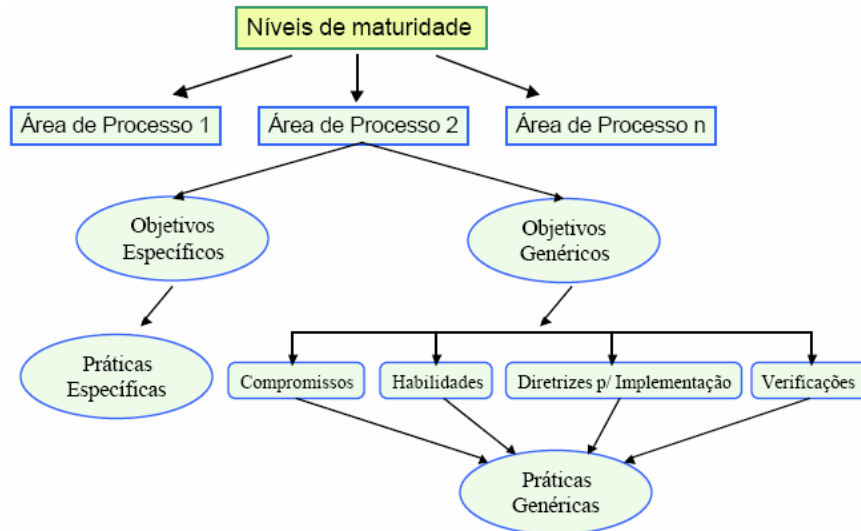 Níveis de maturidade
Área de Processo 1
Área de Processo 2
Área de Processo n
Objetivos
Específicos
Objetivos
Genéricos
Práticas
Específicas
Compromissos
Habilidades
Diretrizes p/ Implementação
Verificações
Práticas
Genéricas